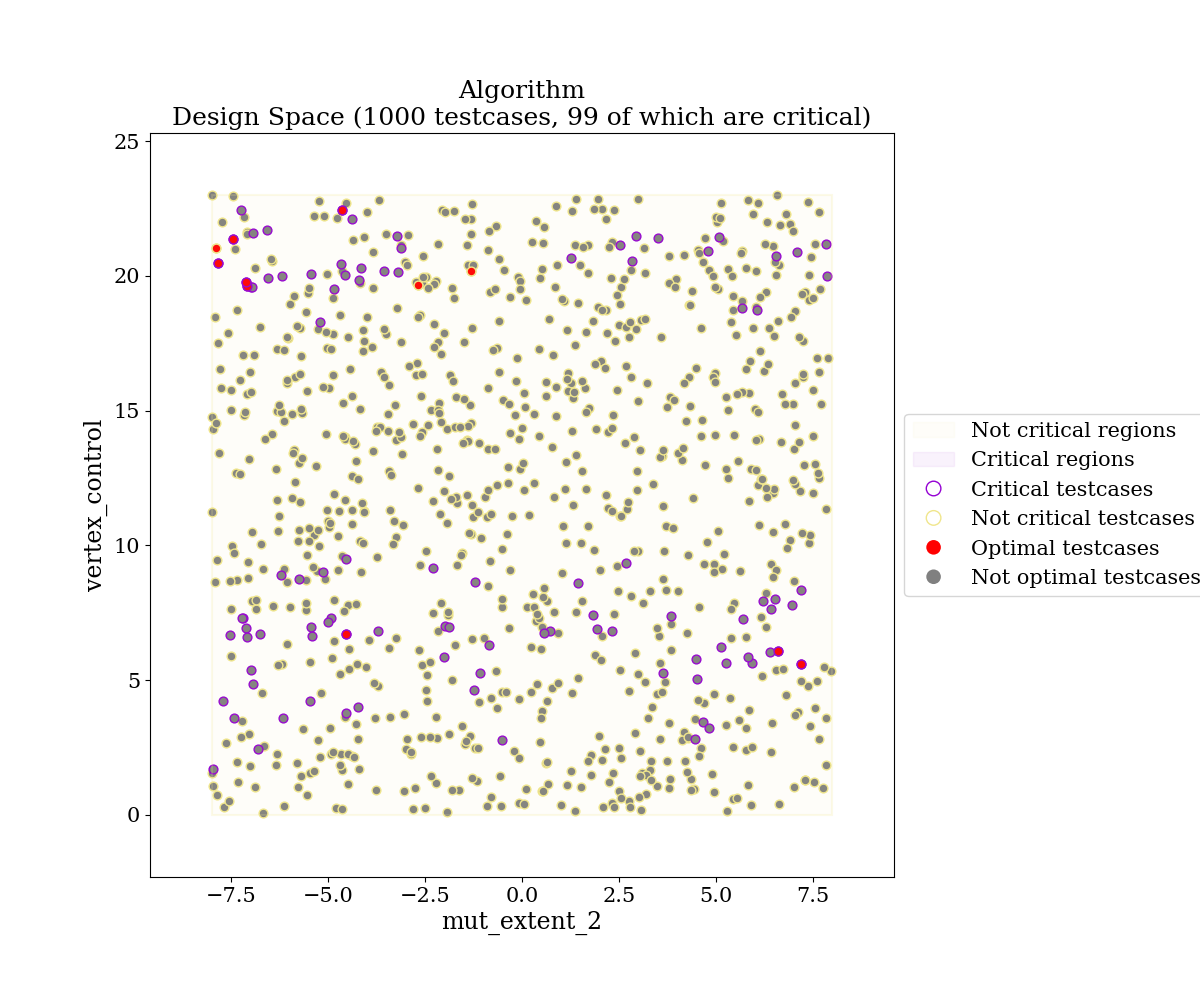 Algorithm
Design Space (1000 testcases, 99 of which are critical)
25
20
15
10
5
0
vertex_control
−7.5
−5.0
−2.5
0.0
2.5
5.0
7.5
mut_extent_2
Not critical regions
Critical regions
Critical testcases
Not critical testcases
Optimal testcases
Not optimal testcases